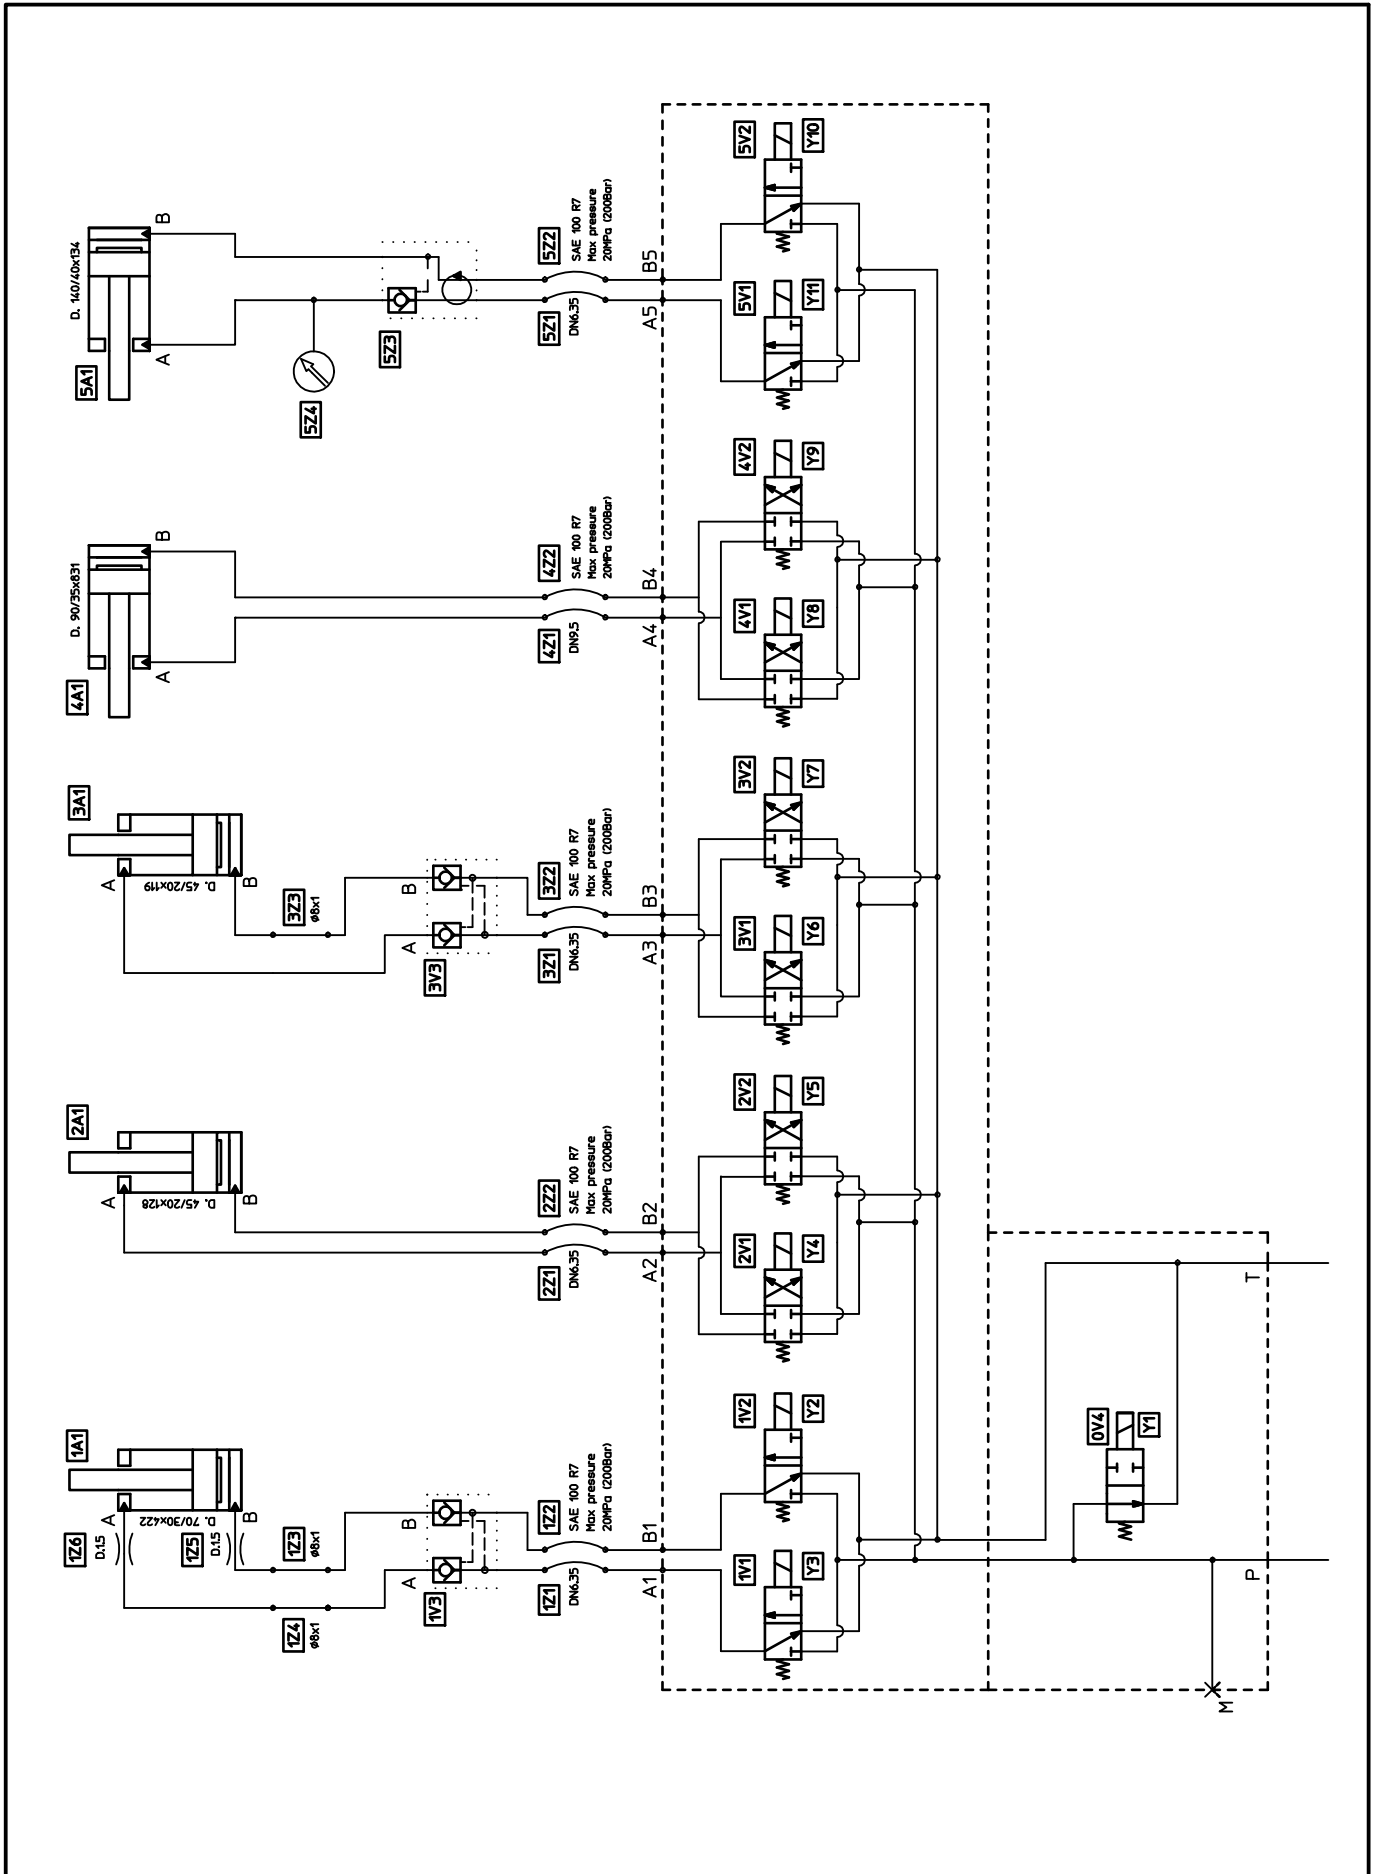 5A1
D. 140/40x134
A
B
5Z4
5Z3
5Z1
DN6.35
5Z2
SAE 100 R7
Max pressure
20MPa (200Bar)
A5
B5
5V1
Y11
5V2
Y10
4A1
D. 90/35x831
A
B
4Z1
DN9.5
4Z2
SAE 100 R7
Max pressure
20MPa (200Bar)
A4
B4
4V1
Y8
4V2
Y9
3A1
D. 45/20x119
A
B
3Z3
ø8x1
A
B
3V3
3Z1
DN6.35
3Z2
SAE 100 R7
Max pressure
20MPa (200Bar)
A3
B3
3V1
Y6
3V2
Y7
2A1
D. 45/20x128
A
B
2Z1
DN6.35
2Z2
SAE 100 R7
Max pressure
20MPa (200Bar)
A2
B2
2V1
Y4
2V2
Y5
1A1
D. 70/30x422
A
B
1Z6
D.1.5
1Z5
D.1.5
1Z3
ø8x1
1Z4
ø8x1
A
B
1V3
1Z1
DN6.35
1Z2
SAE 100 R7
Max pressure
20MPa (200Bar)
A1
B1
1V1
Y3
1V2
Y2
0V4
Y1
T
P
M